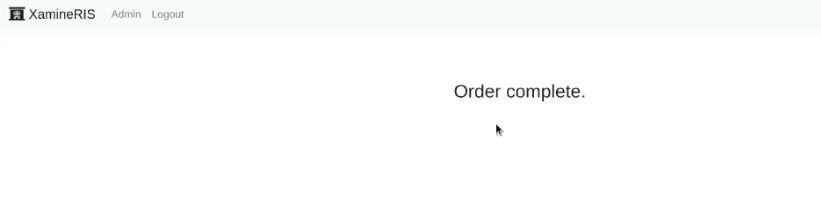 XamineRIS Admin Logout
Order complete.